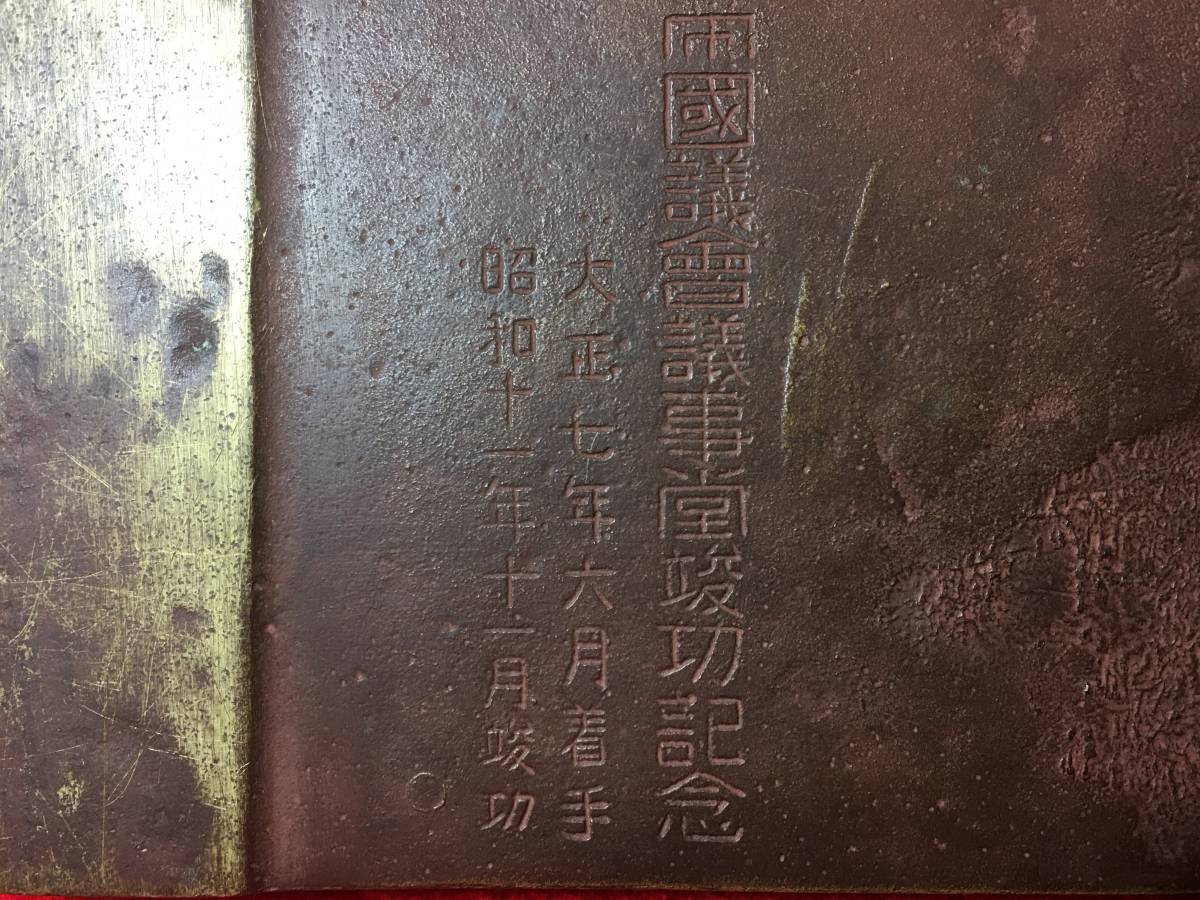 帝國議會議事堂竣功記念
大正七年六月着手
昭和十一年十一月竣功